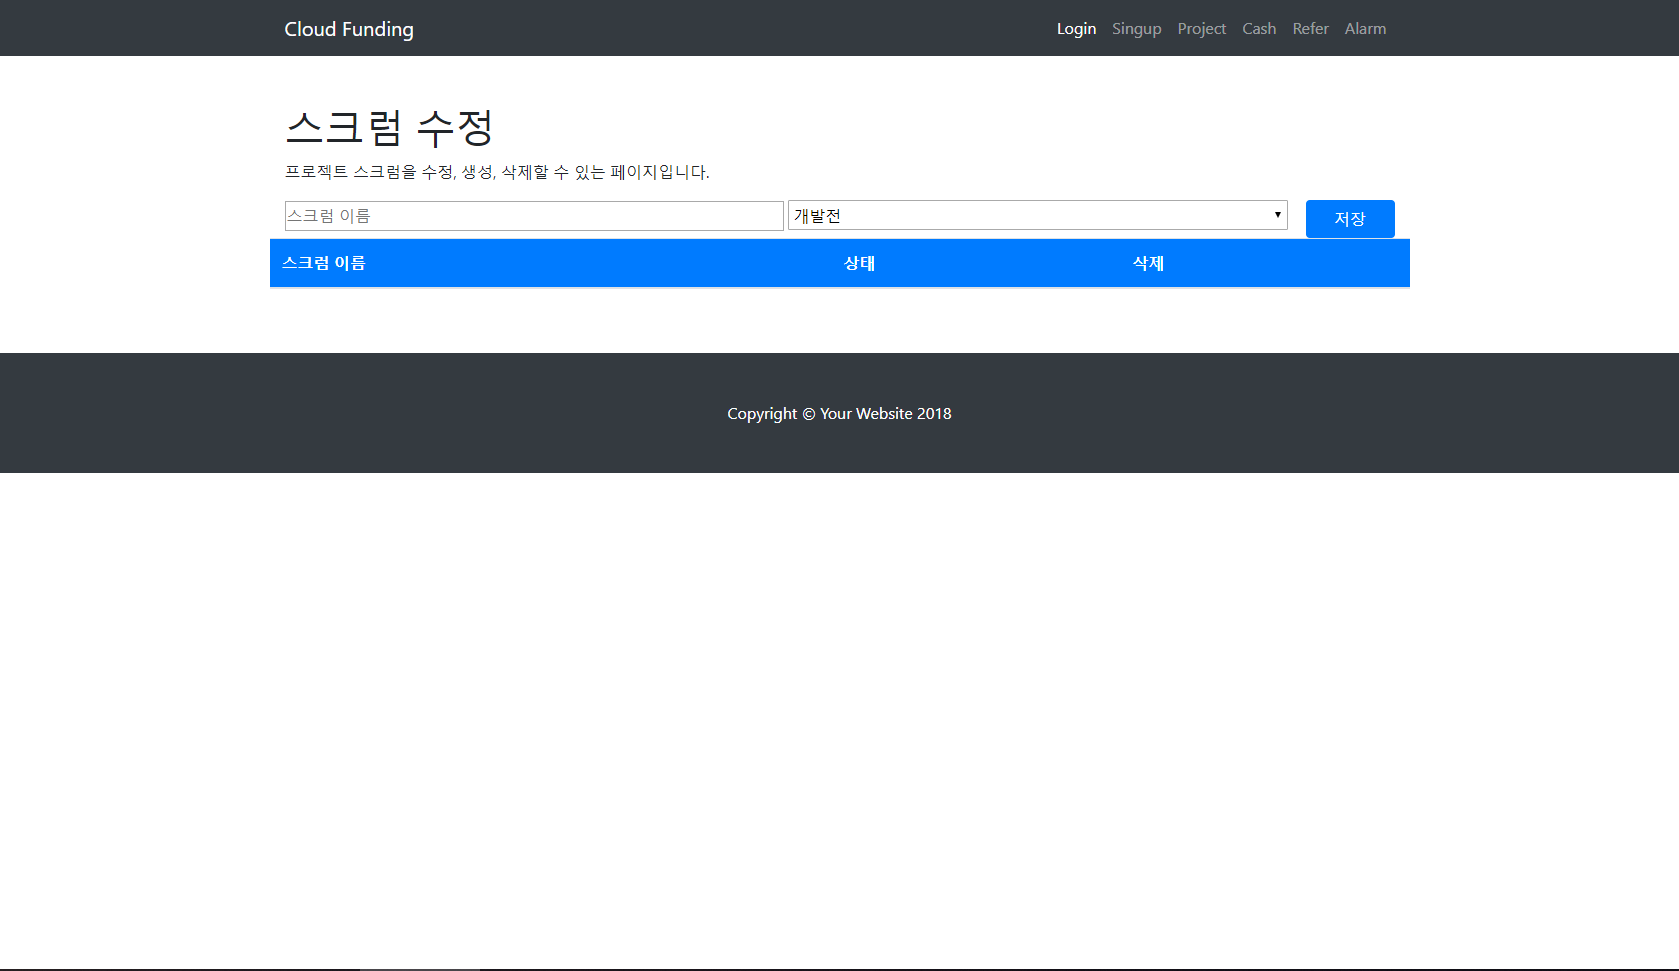 Cloud Funding Login Singup Project Cash Refer Alarm
스크럼 수정
프로젝트 스크럼을 수정, 생성, 삭제할 수 있는 페이지입니다.
스크럼 이름 개발전 저장
스크럼 이름 상태 삭제
Copyright © Your Website 2018